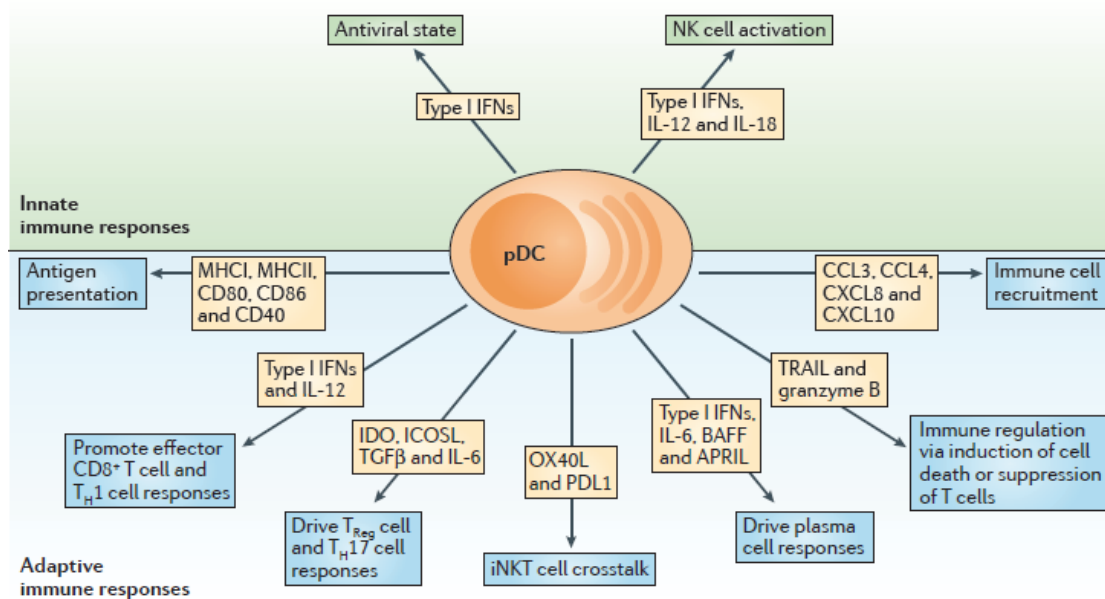 Antiviral state
NK cell activation
Type I IFNs
Type I IFNs,
IL-12 and IL-18
Innate
immune responses
pDC
Antigen
presentation
MHCI, MHCII,
CD80, CD86
and CD40
CCL3, CCL4,
CXCL8 and
CXCL10
Immune cell
recruitment
Type I IFNs
and IL-12
TRAIL and
granzyme B
IDO, ICOSL,
TGFβ and IL-6
OX40L
and PDL1
Type I IFNs,
IL-6, BAFF
and APRIL
Promote effector
CD8⁺ T cell and
T_H1 cell responses
Immune regulation
via induction of cell
death or suppression
of T cells
Drive T_Reg cell
and T_H17 cell
responses
iNKT cell crosstalk
Drive plasma
cell responses
Adaptive
immune responses